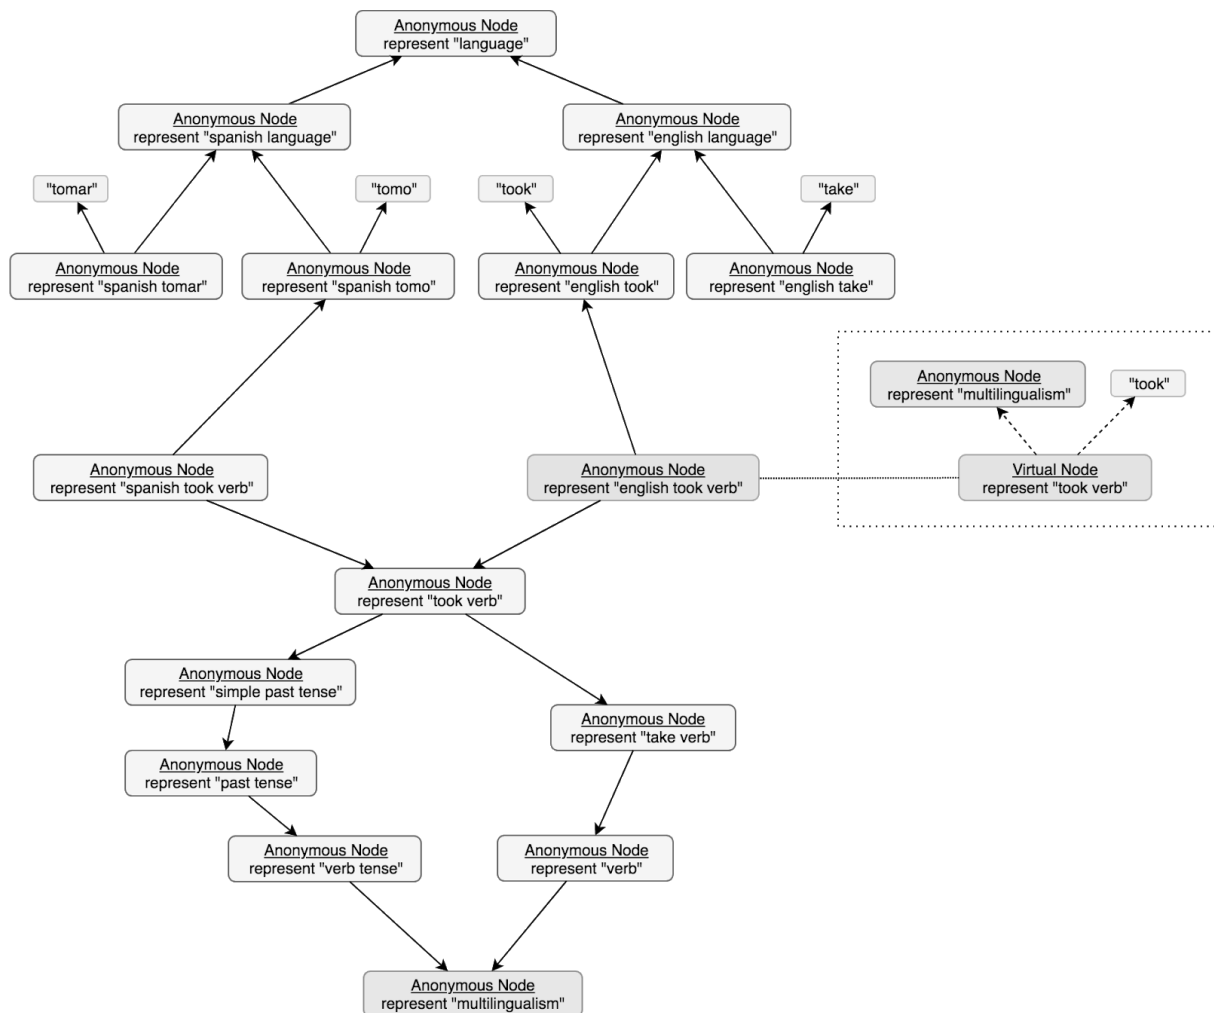 Anonymous Node
represent "language"
Anonymous Node
represent "spanish language"
Anonymous Node
represent "english language"
"tomar"
"tomo"
"took"
"take"
Anonymous Node
represent "spanish tomar"
Anonymous Node
represent "spanish tomo"
Anonymous Node
represent "english took"
Anonymous Node
represent "english take"
Anonymous Node
represent "multilingualism"
"took"
Anonymous Node
represent "spanish took verb"
Anonymous Node
represent "english took verb"
Virtual Node
represent "took verb"
Anonymous Node
represent "took verb"
Anonymous Node
represent "simple past tense"
Anonymous Node
represent "take verb"
Anonymous Node
represent "past tense"
Anonymous Node
represent "verb tense"
Anonymous Node
represent "verb"
Anonymous Node
represent "multilingualism"